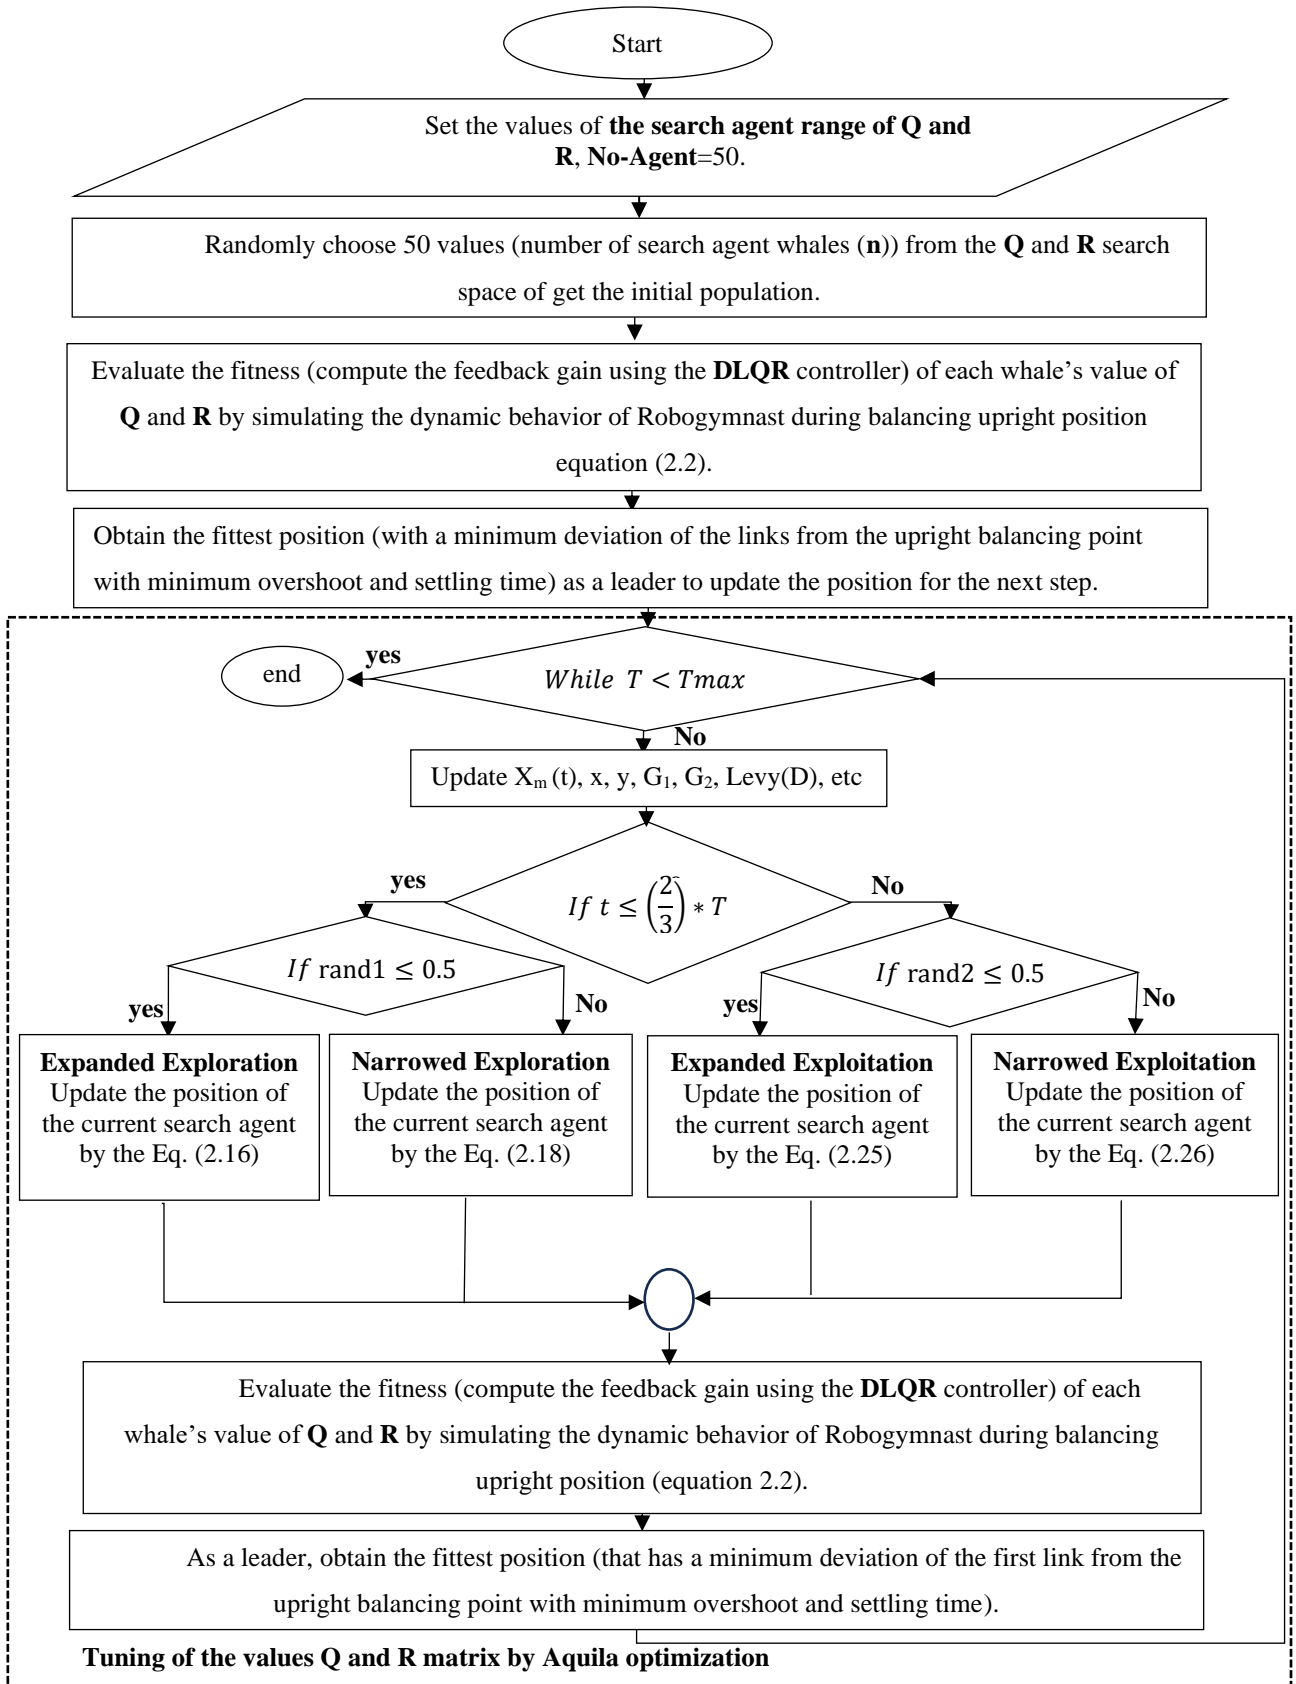 Start
Set the values of the search agent range of Q and
R, No-Agent=50.
Randomly choose 50 values (number of search agent whales (n)) from the Q and R search
space of get the initial population.
Evaluate the fitness (compute the feedback gain using the DLQR controller) of each whale's value of
Q and R by simulating the dynamic behavior of Robogymnast during balancing upright position
equation (2.2).
Obtain the fittest position (with a minimum deviation of the links from the upright balancing point
with minimum overshoot and settling time) as a leader to update the position for the next step.
end
yes
While T < Tmax
No
Update Xₘ (t), x, y, G₁, G₂, Levy(D), etc
yes
If t ≤ (2/3) * T
No
If rand1 ≤ 0.5
yes
No
If rand2 ≤ 0.5
yes
No
Expanded Exploration
Update the position of
the current search agent
by the Eq. (2.16)
Narrowed Exploration
Update the position of
the current search agent
by the Eq. (2.18)
Expanded Exploitation
Update the position of
the current search agent
by the Eq. (2.25)
Narrowed Exploitation
Update the position of
the current search agent
by the Eq. (2.26)
Evaluate the fitness (compute the feedback gain using the DLQR controller) of each
whale's value of Q and R by simulating the dynamic behavior of Robogymnast during balancing
upright position (equation 2.2).
As a leader, obtain the fittest position (that has a minimum deviation of the first link from the
upright balancing point with minimum overshoot and settling time).
Tuning of the values Q and R matrix by Aquila optimization